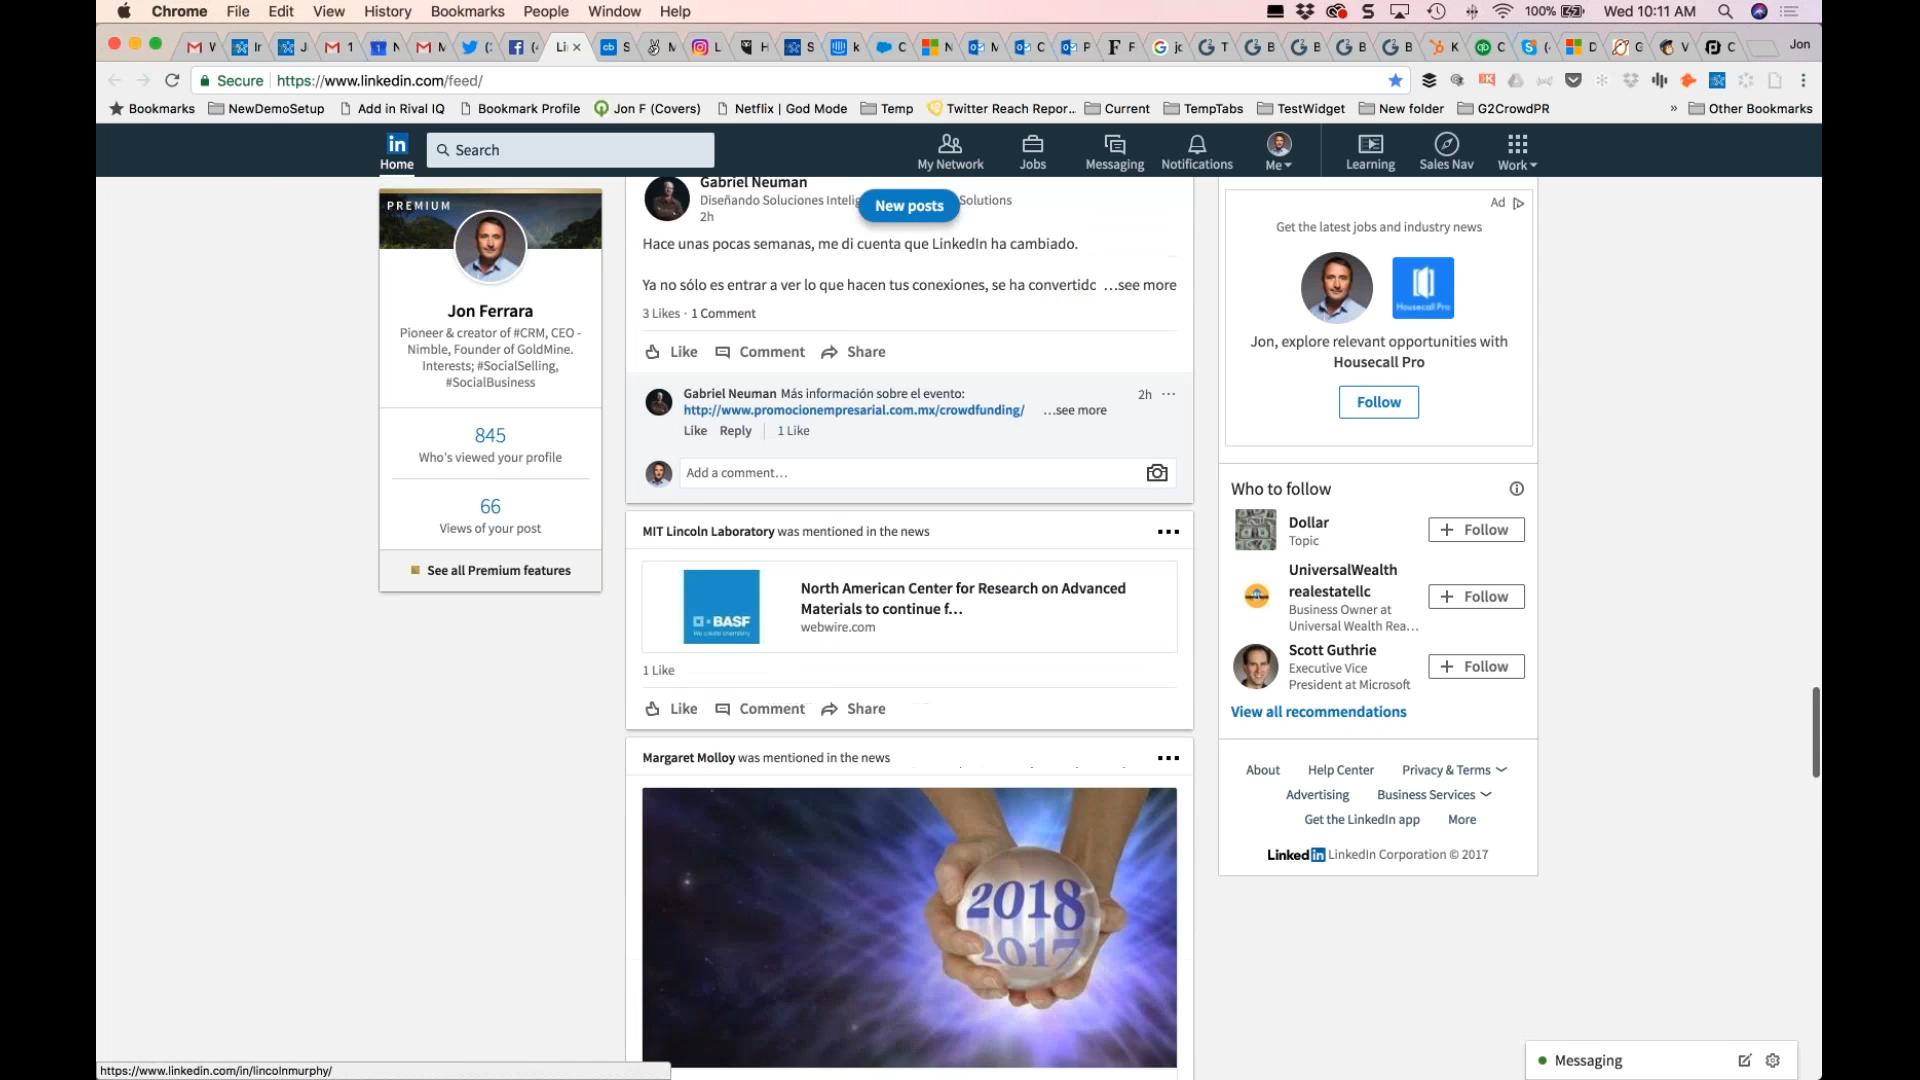 Chrome File Edit View History Bookmarks People Window Help 100% Wed 10:11 AM
Jon
Secure https://www.linkedin.com/feed/
Bookmarks NewDemoSetup Add in Rival IQ Bookmark Profile Jon F (Covers) Netflix | God Mode Temp Twitter Reach Repor... Current TempTabs TestWidget New folder G2CrowdPR » Other Bookmarks
in Search
Home My Network Jobs Messaging Notifications Me Learning Sales Nav Work
PREMIUM
Jon Ferrara
Pioneer & creator of #CRM, CEO -
Nimble, Founder of GoldMine.
Interests; #SocialSelling,
#SocialBusiness
845
Who's viewed your profile
66
Views of your post
See all Premium features
Gabriel Neuman
New posts
Diseñando Soluciones Solutions
2h
Hace unas pocas semanas, me di cuenta que LinkedIn ha cambiado.
Ya no sólo es entrar a ver lo que hacen tus conexiones, se ha convertido ...see more
3 Likes · 1 Comment
Like Comment Share
Gabriel Neuman Más información sobre el evento: 2h
http://www.promocionempresarial.com.mx/crowdfunding/ ...see more
Like Reply 1 Like
Add a comment...
MIT Lincoln Laboratory was mentioned in the news
BASF
We create chemistry
North American Center for Research on Advanced
Materials to continue f...
webwire.com
1 Like
Like Comment Share
Margaret Molloy was mentioned in the news
2018
2017
Ad
Get the latest jobs and industry news
Housecall Pro
Jon, explore relevant opportunities with
Housecall Pro
Follow
Who to follow
Dollar
Topic
+ Follow
UniversalWealth
realestatellc
Business Owner at
Universal Wealth Rea...
+ Follow
Scott Guthrie
Executive Vice
President at Microsoft
+ Follow
View all recommendations
About Help Center Privacy & Terms
Advertising Business Services
Get the LinkedIn app More
LinkedIn LinkedIn Corporation © 2017
Messaging
https://www.linkedin.com/in/lincolnmurphy/